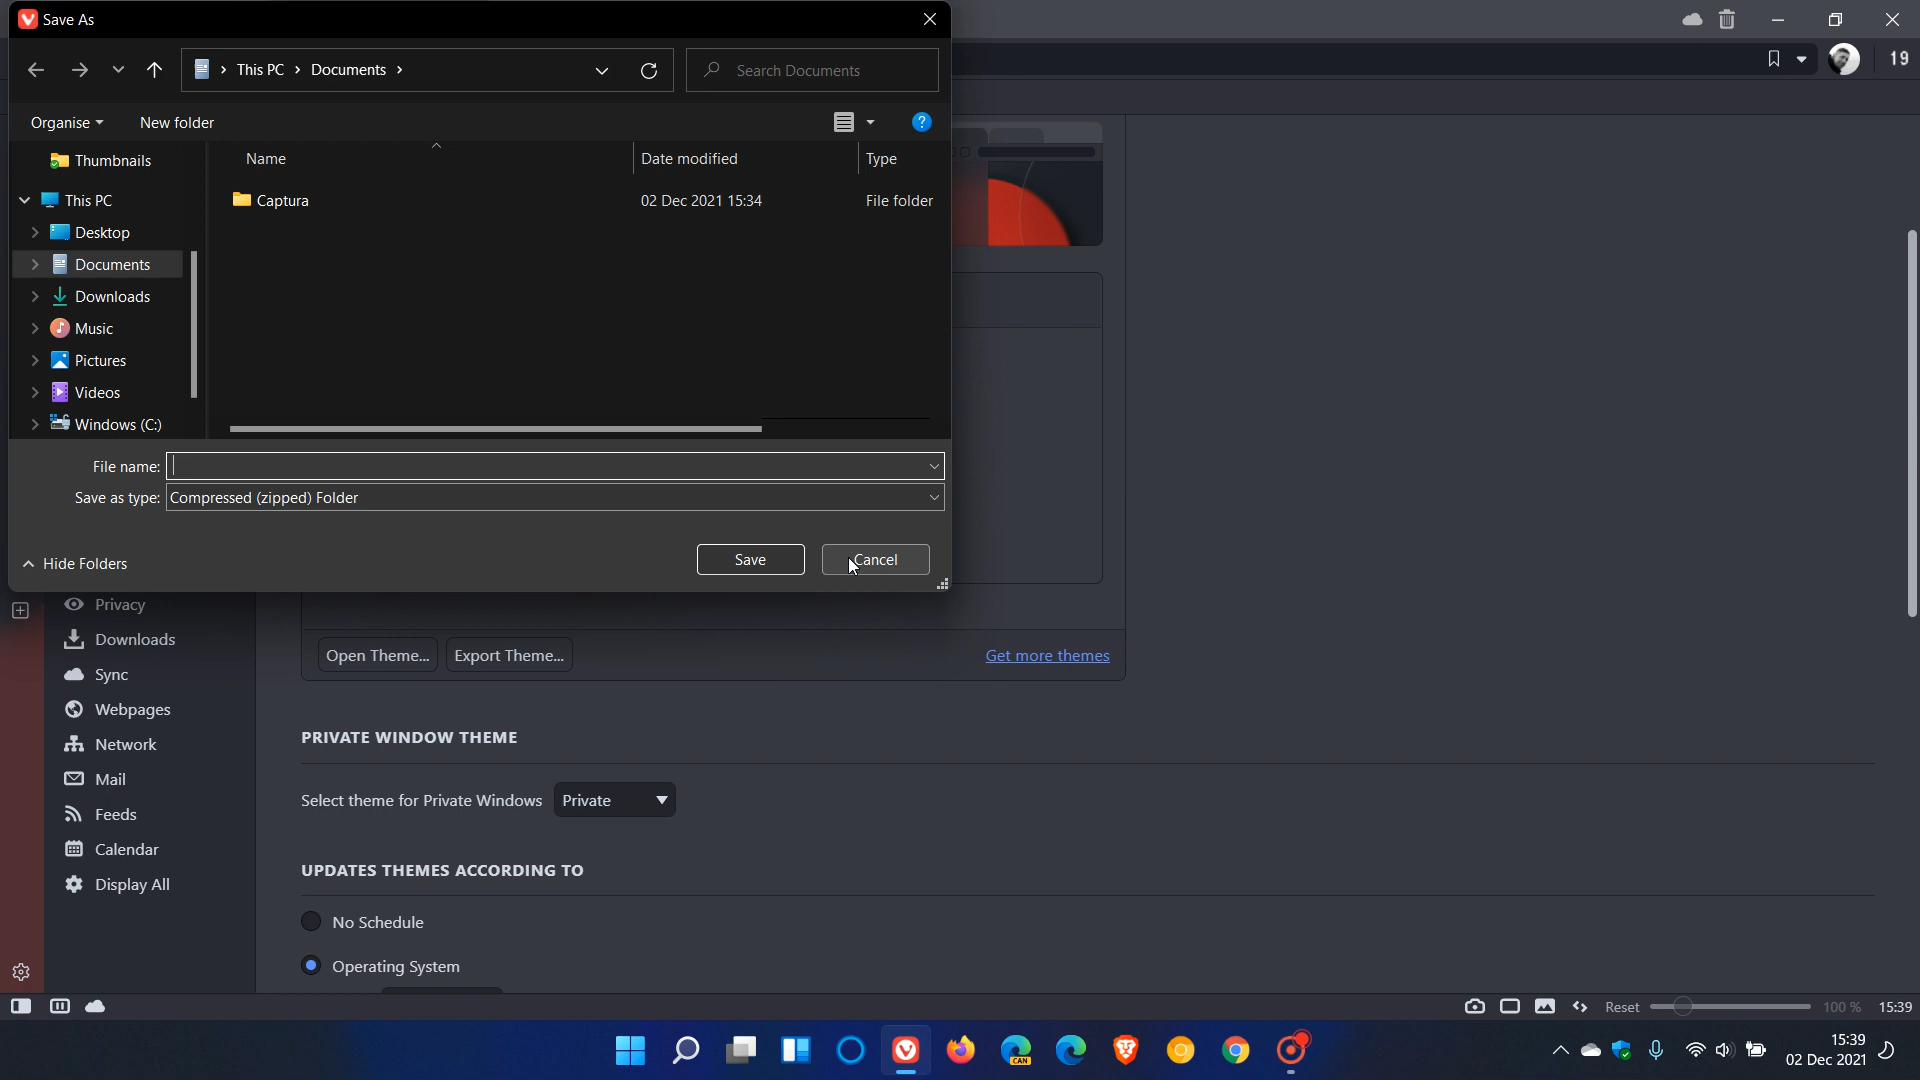 Save As
19
This PC > Documents >
Search Documents
Organise
New folder
?
Thumbnails
Name
Date modified
Type
This PC
Captura
02 Dec 2021 15:34
File folder
Desktop
Documents
Downloads
Music
Pictures
Videos
Windows (C:)
File name:
Save as type: Compressed (zipped) Folder
Hide Folders
Save
Cancel
Privacy
Downloads
Sync
Webpages
Network
Mail
Feeds
Calendar
Display All
Open Theme...
Export Theme...
Get more themes
PRIVATE WINDOW THEME
Select theme for Private Windows
Private
UPDATES THEMES ACCORDING TO
No Schedule
Operating System
Reset
100 %
15:39
CAN
15:39
02 Dec 2021